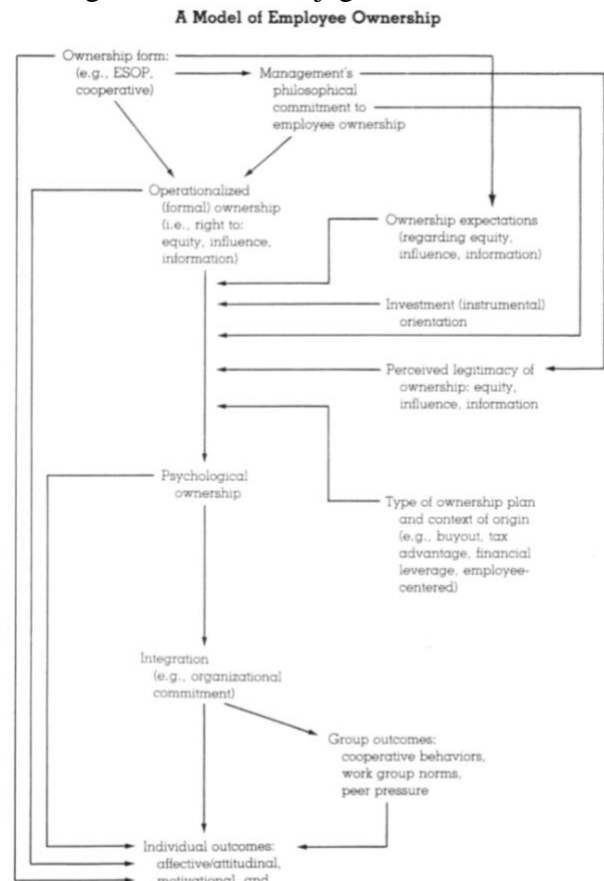 A Model of Employee Ownership
Ownership form:
(e.g., ESOP,
cooperative)
Management's
philosophical
commitment to
employee ownership
Operationalized
(formal) ownership
(i.e., right to:
equity, influence,
information)
Ownership expectations
(regarding equity,
influence, information)
Investment (instrumental)
orientation
Perceived legitimacy of
ownership: equity,
influence, information
Psychological
ownership
Type of ownership plan
and context of origin
(e.g., buyout, tax
advantage, financial
leverage, employee-
centered)
Integration
(e.g., organizational
commitment)
Group outcomes:
cooperative behaviors,
work group norms,
peer pressure
Individual outcomes:
affective/attitudinal,
motivational, and